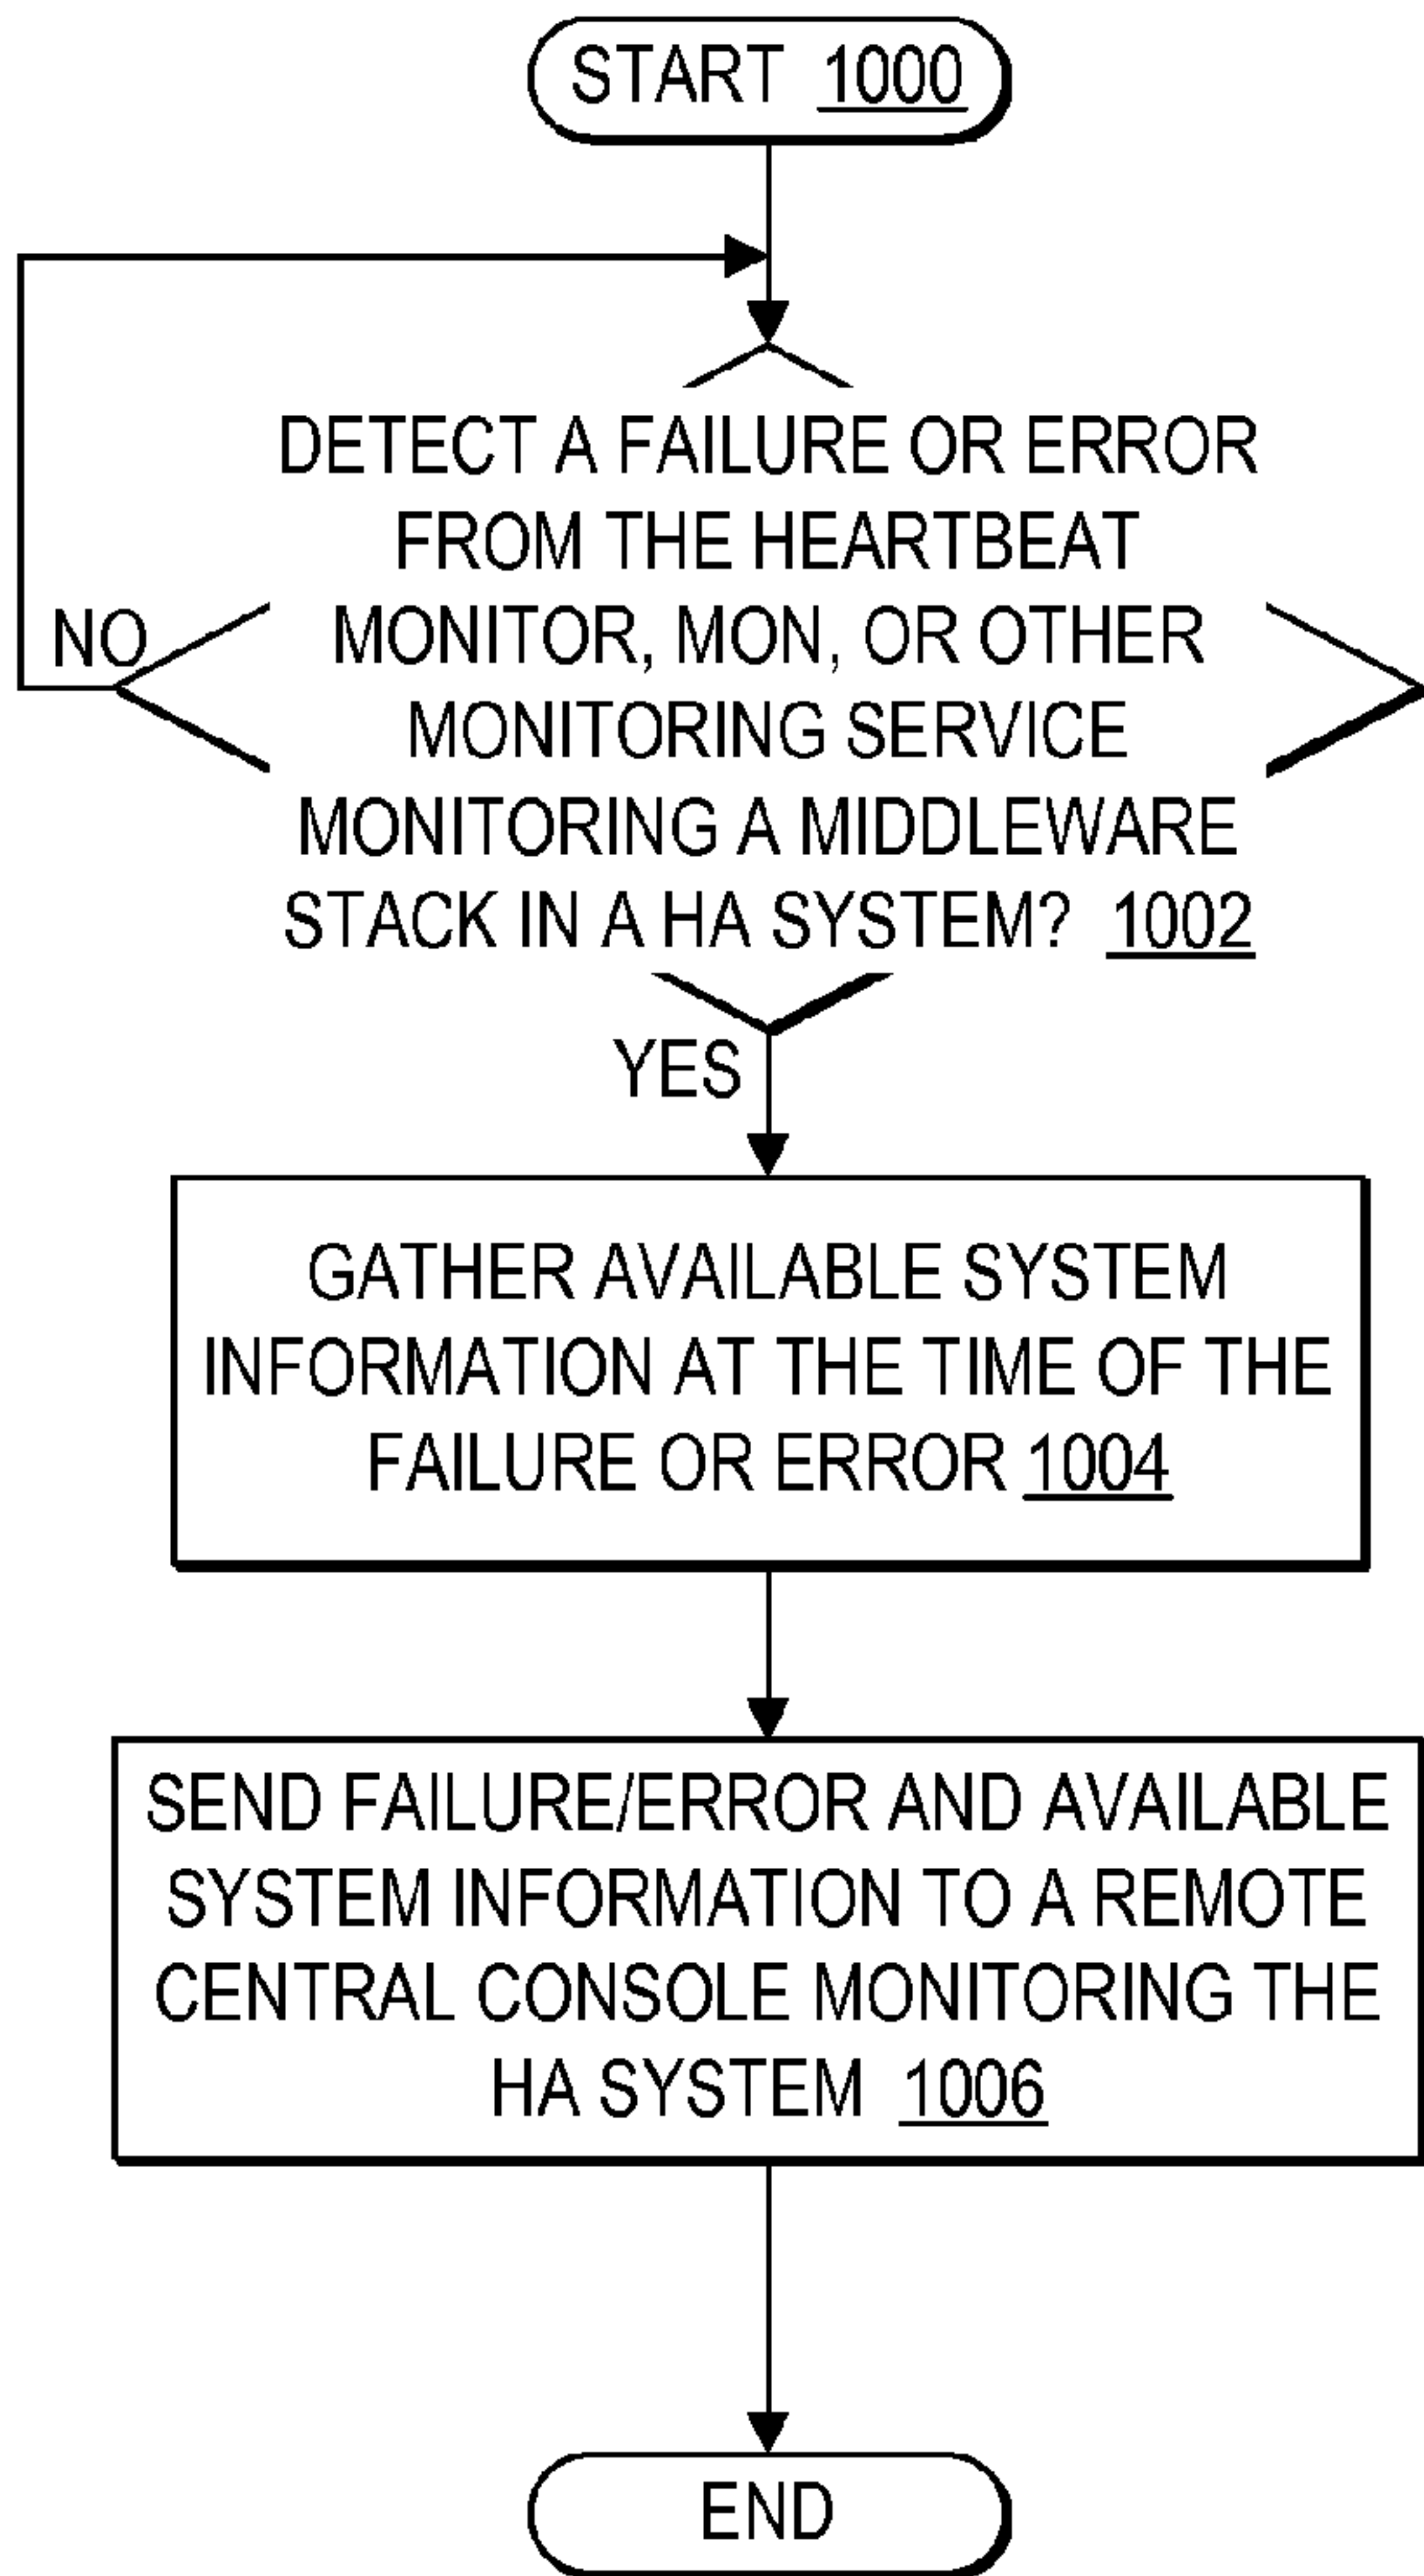 START 1000
DETECT A FAILURE OR ERROR
FROM THE HEARTBEAT
MONITOR, MON, OR OTHER
MONITORING SERVICE
MONITORING A MIDDLEWARE
STACK IN A HA SYSTEM? 1002
NO
YES
GATHER AVAILABLE SYSTEM
INFORMATION AT THE TIME OF THE
FAILURE OR ERROR 1004
SEND FAILURE/ERROR AND AVAILABLE
SYSTEM INFORMATION TO A REMOTE
CENTRAL CONSOLE MONITORING THE
HA SYSTEM 1006
END